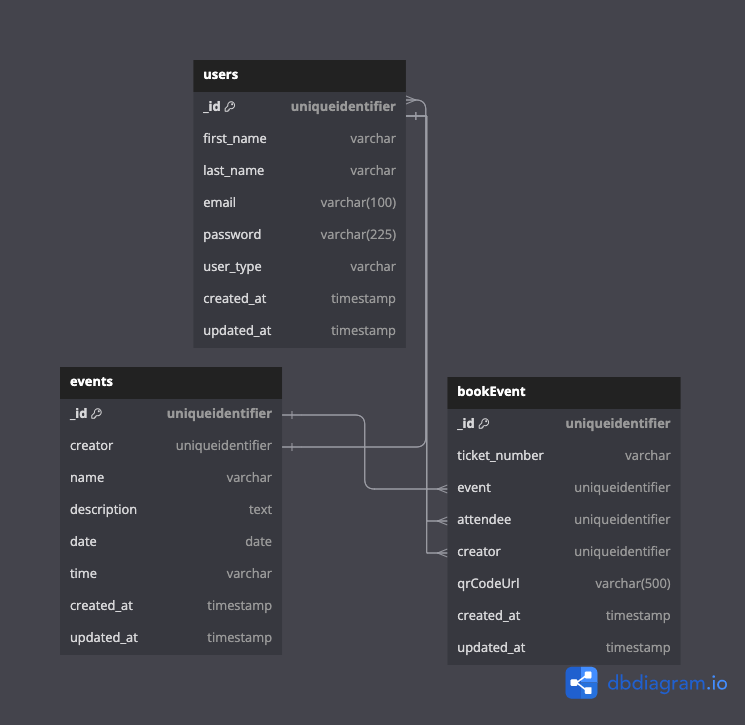 users
_id uniqueidentifier
first_name varchar
last_name varchar
email varchar(100)
password varchar(225)
user_type varchar
created_at timestamp
updated_at timestamp
events
_id uniqueidentifier
creator uniqueidentifier
name varchar
description text
date date
time varchar
created_at timestamp
updated_at timestamp
bookEvent
_id uniqueidentifier
ticket_number varchar
event uniqueidentifier
attendee uniqueidentifier
creator uniqueidentifier
qrCodeUrl varchar(500)
created_at timestamp
updated_at timestamp
dbdiagram.io